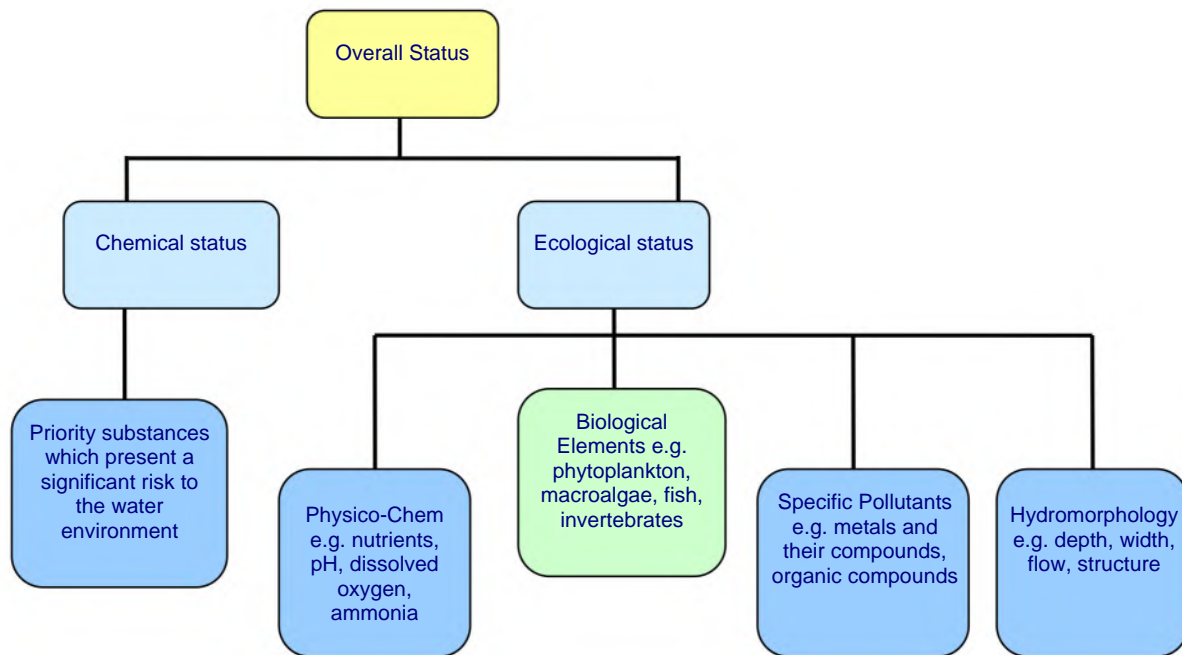 Overall Status
Chemical status
Ecological status
Priority substances
which present a
significant risk to
the water
environment
Physico-Chem
e.g. nutrients,
pH, dissolved
oxygen,
ammonia
Biological
Elements e.g.
phytoplankton,
macroalgae, fish,
invertebrates
Specific Pollutants
e.g. metals and
their compounds,
organic compounds
Hydromorphology
e.g. depth, width,
flow, structure